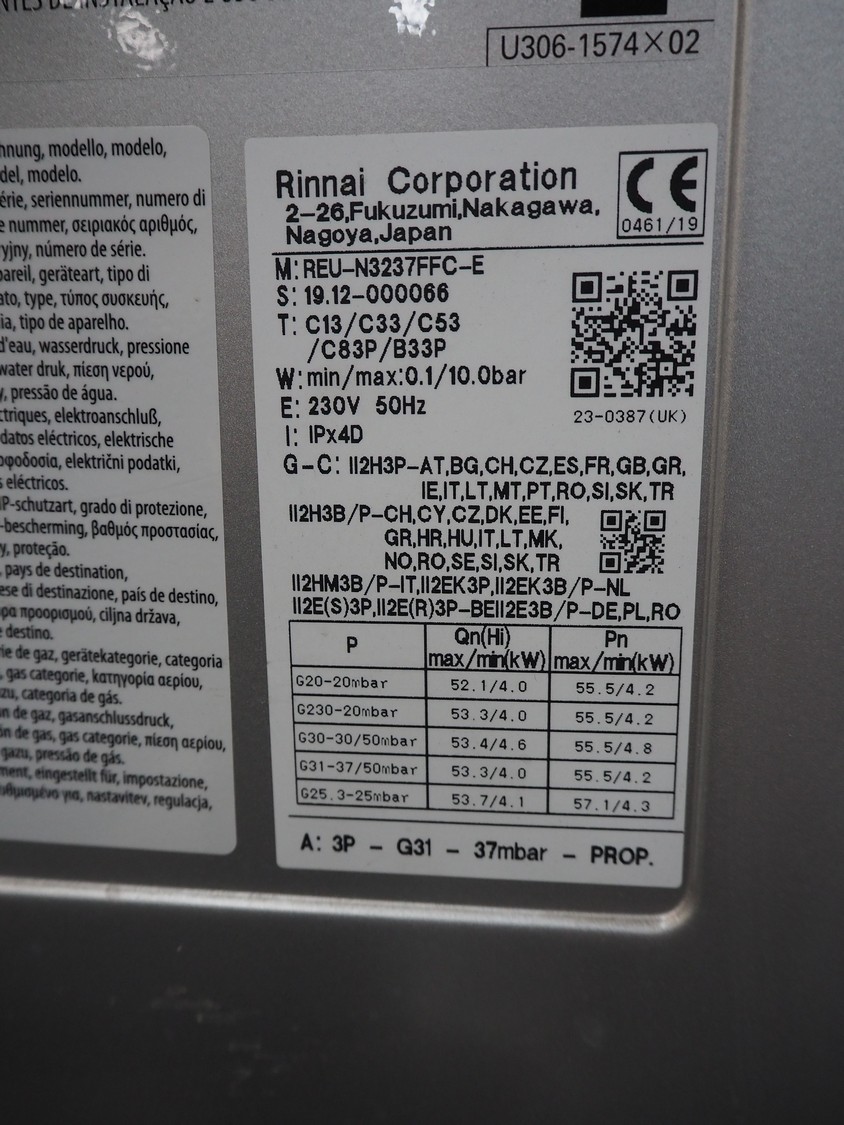 U306-1574×02
hnung, modello, modelo,
del, modelo.
érie, seriennummer, numero di
e nummer, σειριακός αριθμός,
ryjny, número de série.
pareil, geräteart, tipo di
ato, type, τύπος συσκευής,
ia, tipo de aparelho.
d'eau, wasserdruck, pressione
water druk, πίεση νερού,
y, pressão de água.
ctriques, elektroanschluß,
datos eléctricos, elektrische
οφοδοσία, električni podatki,
s eléctricos.
IP-schutzart, grado di protezione,
-bescherming, βαθμός προστασίας,
y, proteção.
, pays de destination,
ese di destinazione, país de destino,
ρα προορισμού, ciljna država,
e destino.
rie de gaz, gerätekategorie, categoria
, gas categorie, κατηγορία αερίου,
zu, categoria de gás.
on de gaz, gasanschlussdruck,
ón de gas, gas categorie, πίεση αερίου,
gazu, pressão de gás.
ment, eingestellt für, impostazione,
υθμισμένο για, nastavitev, regulacja,
Rinnai Corporation
2-26,Fukuzumi,Nakagawa,
Nagoya,Japan
CE
0461/19
M: REU-N3237FFC-E
S: 19.12-000066
T: C13/C33/C53
/C83P/B33P
W: min/max:0.1/10.0bar
E: 230V 50Hz
I: IPx4D
23-0387(UK)
G-C: II2H3P-AT,BG,CH,CZ,ES,FR,GB,GR,
IE,IT,LT,MT,PT,RO,SI,SK,TR
II2H3B/P-CH,CY,CZ,DK,EE,FI,
GR,HR,HU,IT,LT,MK,
NO,RO,SE,SI,SK,TR
II2HM3B/P-IT,II2EK3P,II2EK3B/P-NL
II2E(S)3P,II2E(R)3P-BEII2E3B/P-DE,PL,RO
P Qn(Hi) max/min(kW) Pn max/min(kW)
G20-20mbar 52.1/4.0 55.5/4.2
G230-20mbar 53.3/4.0 55.5/4.2
G30-30/50mbar 53.4/4.6 55.5/4.8
G31-37/50mbar 53.3/4.0 55.5/4.2
G25.3-25mbar 53.7/4.1 57.1/4.3
A: 3P - G31 - 37mbar - PROP.